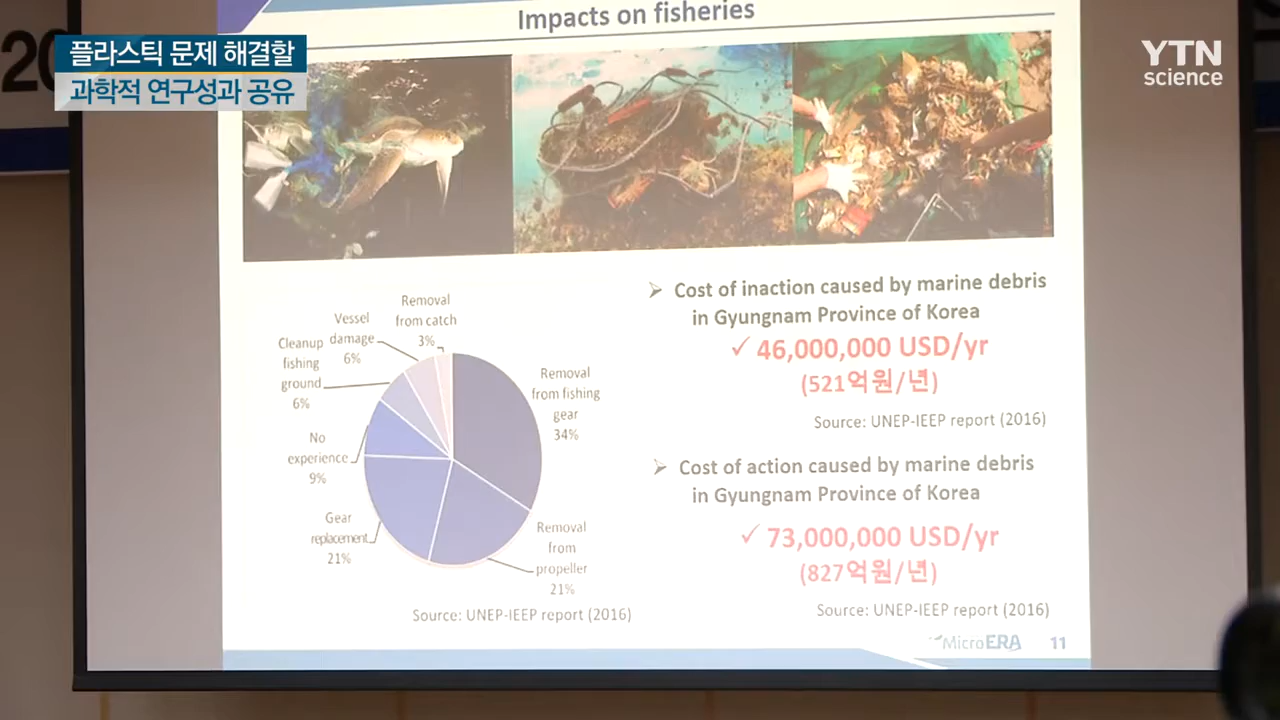 20
플라스틱 문제 해결할
과학적 연구성과 공유
YTN
science
Impacts on fisheries
Removal
from catch
3%
Vessel
damage
6%
Cleanup
fishing
ground
6%
No
experience
9%
Gear
replacement
21%
Removal
from fishing
gear
34%
Removal
from
propeller
21%
Source: UNEP-IEEP report (2016)
➢ Cost of inaction caused by marine debris
in Gyungnam Province of Korea
✓ 46,000,000 USD/yr
(521억원/년)
Source: UNEP-IEEP report (2016)
➢ Cost of action caused by marine debris
in Gyungnam Province of Korea
✓ 73,000,000 USD/yr
(827억원/년)
Source: UNEP-IEEP report (2016)
MicroERA 11